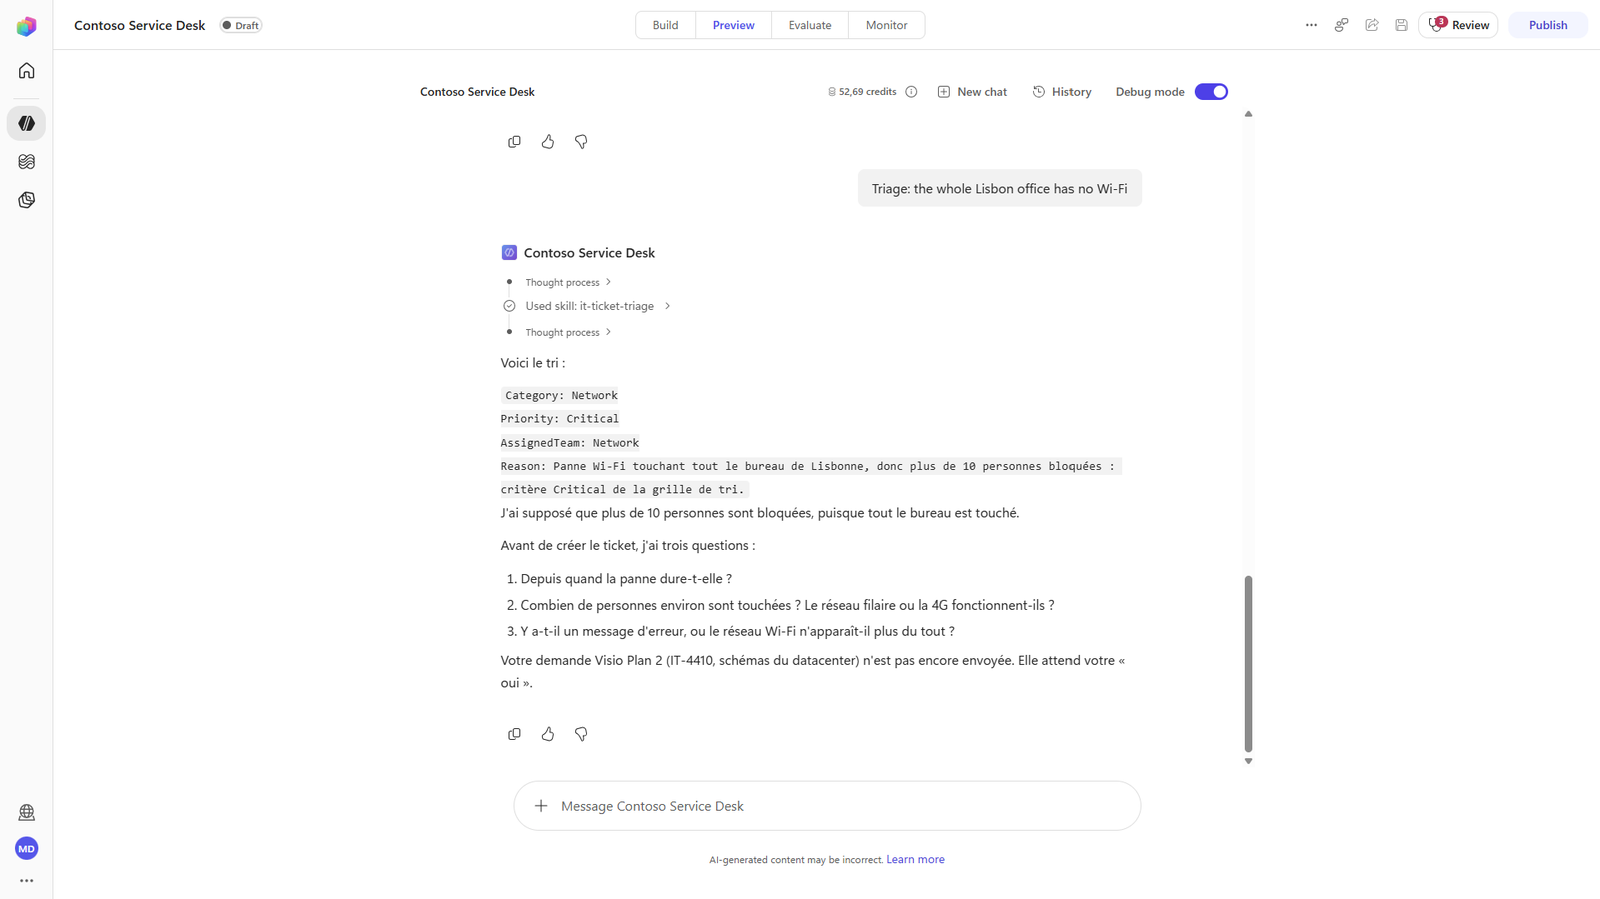 Contoso Service Desk
Draft
Build
Preview
Evaluate
Monitor
3
Review
Publish
Contoso Service Desk
52,69 credits
New chat
History
Debug mode
Triage: the whole Lisbon office has no Wi-Fi
Contoso Service Desk
Thought process
Used skill: it-ticket-triage
Thought process
Voici le tri :
Category: Network
Priority: Critical
AssignedTeam: Network
Reason: Panne Wi-Fi touchant tout le bureau de Lisbonne, donc plus de 10 personnes bloquées :
critère Critical de la grille de tri.
J'ai supposé que plus de 10 personnes sont bloquées, puisque tout le bureau est touché.
Avant de créer le ticket, j'ai trois questions :
1. Depuis quand la panne dure-t-elle ?
2. Combien de personnes environ sont touchées ? Le réseau filaire ou la 4G fonctionnent-ils ?
3. Y a-t-il un message d'erreur, ou le réseau Wi-Fi n'apparaît-il plus du tout ?
Votre demande Visio Plan 2 (IT-4410, schémas du datacenter) n'est pas encore envoyée. Elle attend votre «
oui ».
Message Contoso Service Desk
MD
AI-generated content may be incorrect. Learn more